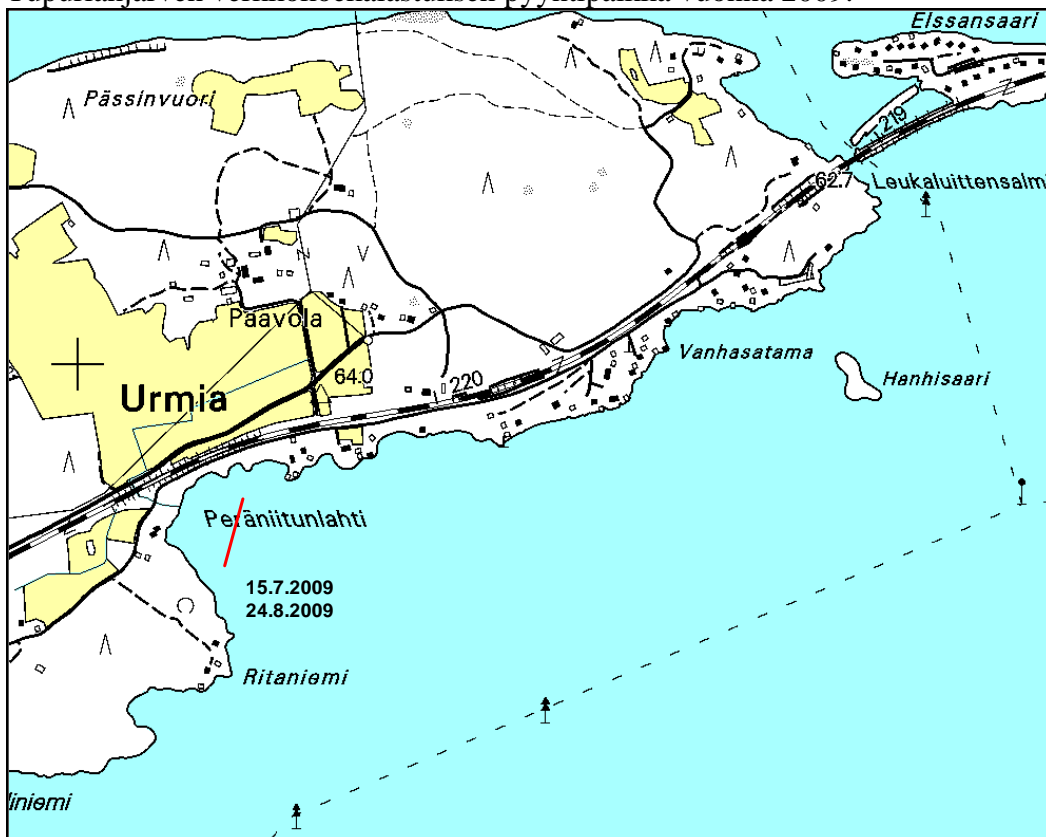 Elssansaari
Pässinvuori
219
62.7
Leukaluittensalmi
Paavola
Vanhasatama
64.0
220
Hanhisaari
Urmia
Peräniitunlahti
15.7.2009
24.8.2009
Ritaniemi